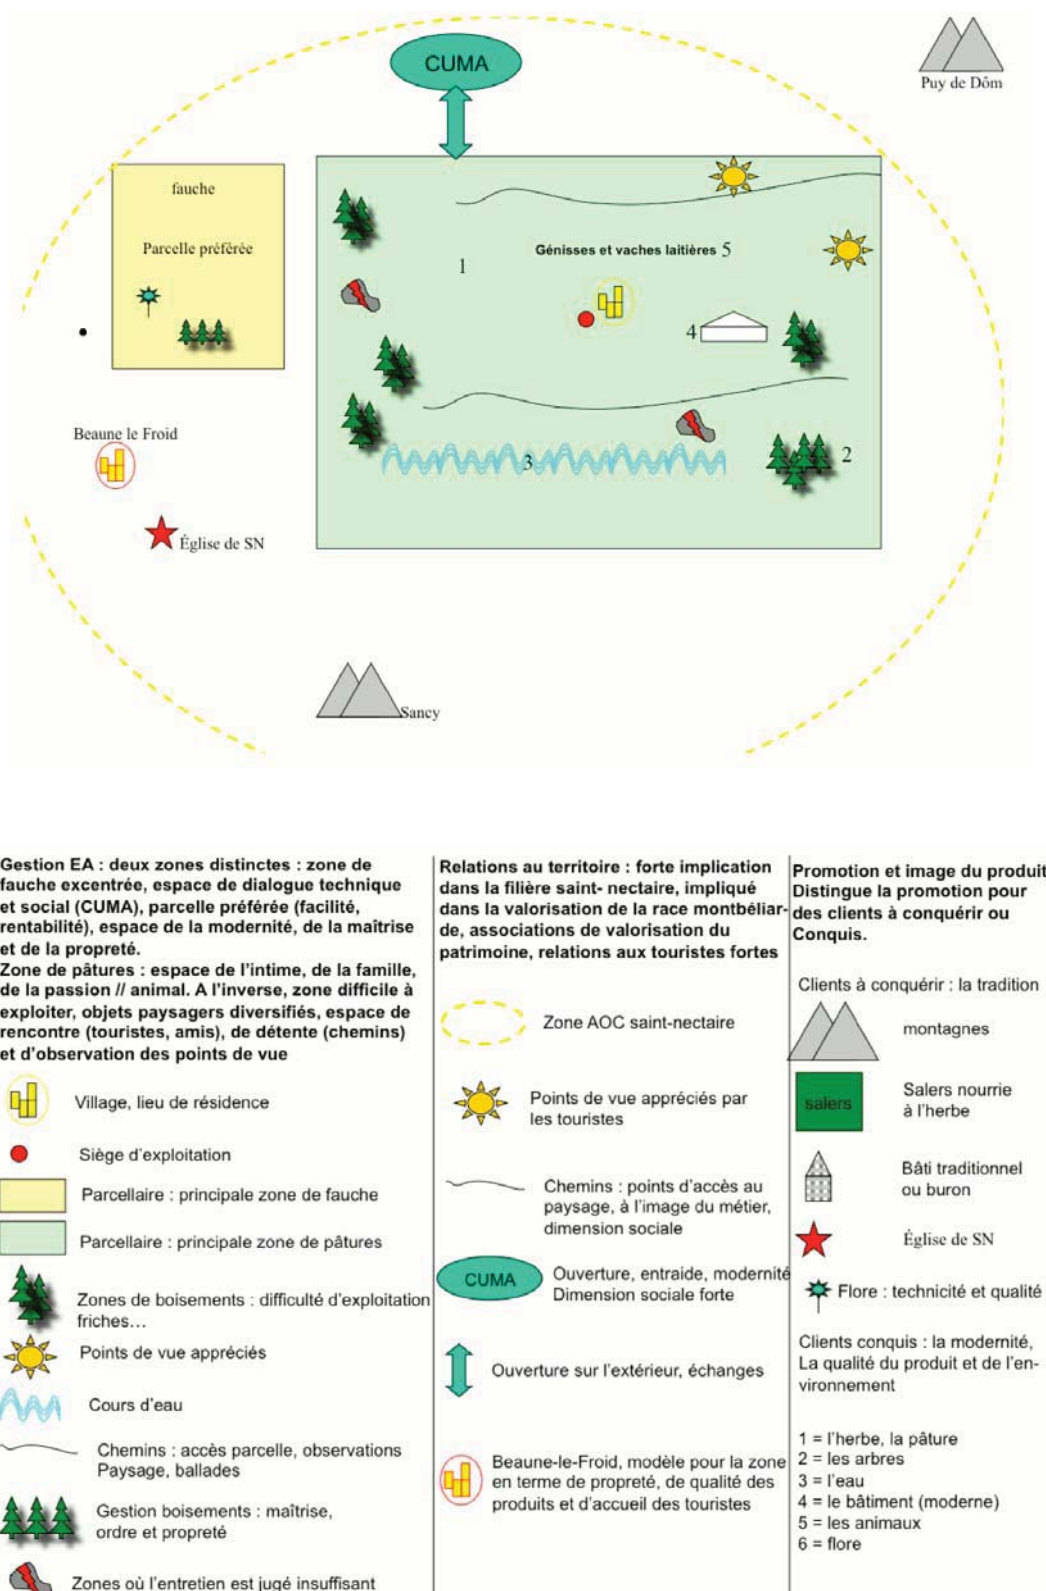 CUMA
Puy de Dôm
fauche
Parcelle préférée
Génisses et vaches laitières 5
1
4
Beaune le Froid
2
3
Église de SN
Sancy
Gestion EA : deux zones distinctes : zone de
fauche excentrée, espace de dialogue technique
et social (CUMA), parcelle préférée (facilité,
rentabilité), espace de la modernité, de la maîtrise
et de la propreté.
Zone de pâtures : espace de l'intime, de la famille,
de la passion // animal. A l'inverse, zone difficile à
exploiter, objets paysagers diversifiés, espace de
rencontre (touristes, amis), de détente (chemins)
et d'observation des points de vue
Village, lieu de résidence
Siège d'exploitation
Parcellaire : principale zone de fauche
Parcellaire : principale zone de pâtures
Zones de boisements : difficulté d'exploitation
friches…
Points de vue appréciés
Cours d'eau
Chemins : accès parcelle, observations
Paysage, ballades
Gestion boisements : maîtrise,
ordre et propreté
Zones où l'entretien est jugé insuffisant
Relations au territoire : forte implication
dans la filière saint- nectaire, impliqué
dans la valorisation de la race montbéliar-
de, associations de valorisation du
patrimoine, relations aux touristes fortes
Zone AOC saint-nectaire
Points de vue appréciés par
les touristes
Chemins : points d'accès au
paysage, à l'image du métier,
dimension sociale
CUMA
Ouverture, entraide, modernité
Dimension sociale forte
Ouverture sur l'extérieur, échanges
Beaune-le-Froid, modèle pour la zone
en terme de propreté, de qualité des
produits et d'accueil des touristes
Promotion et image du produit
Distingue la promotion pour
des clients à conquérir ou
Conquis.
Clients à conquérir : la tradition
montagnes
salers
Salers nourrie
à l'herbe
Bâti traditionnel
ou buron
Église de SN
Flore : technicité et qualité
Clients conquis : la modernité,
La qualité du produit et de l'en-
vironnement
1 = l'herbe, la pâture
2 = les arbres
3 = l'eau
4 = le bâtiment (moderne)
5 = les animaux
6 = flore